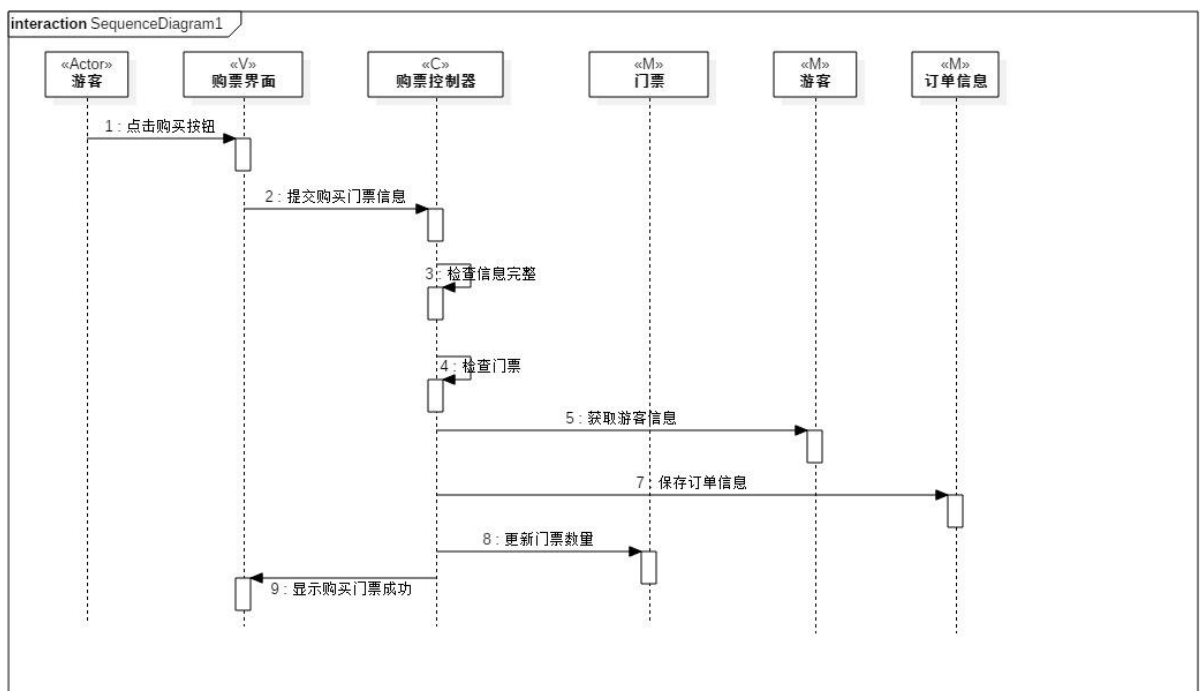 interaction SequenceDiagram1
«Actor»
游客
«V»
购票界面
«C»
购票控制器
«M»
门票
«M»
游客
«M»
订单信息
1 : 点击购买按钮
2 : 提交购买门票信息
3 : 检查信息完整
4 : 检查门票
5 : 获取游客信息
7 : 保存订单信息
8 : 更新门票数量
9 : 显示购买门票成功